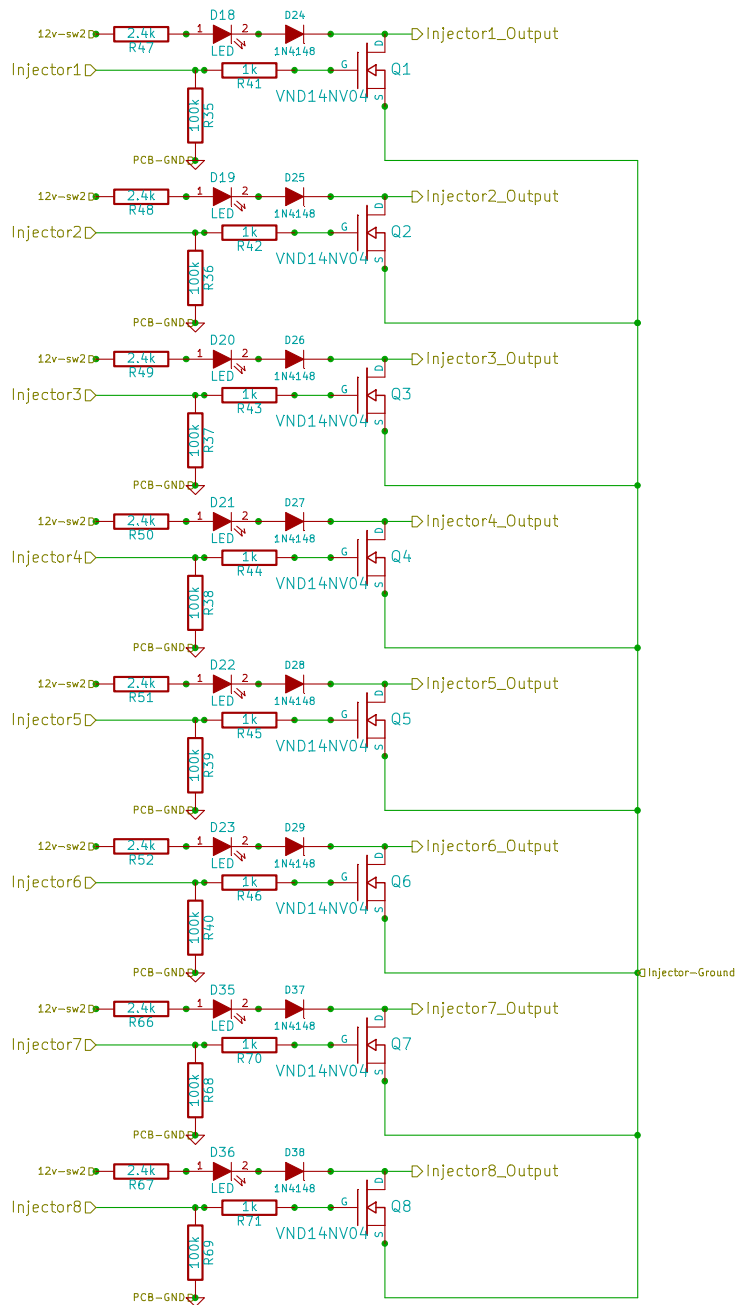 D18 D24
12v-sw2 2.4k 1 2 D Injector1_Output
R47 LED 1N4148
Injector1 1k G Q1
R41 VND14NV04
100k R35 S
PCB-GND
D19 D25
12v-sw2 2.4k 1 2 D Injector2_Output
R48 LED 1N4148
Injector2 1k G Q2
R42 VND14NV04
100k R36 S
PCB-GND
D20 D26
12v-sw2 2.4k 1 2 D Injector3_Output
R49 LED 1N4148
Injector3 1k G Q3
R43 VND14NV04
100k R37 S
PCB-GND
D21 D27
12v-sw2 2.4k 1 2 D Injector4_Output
R50 LED 1N4148
Injector4 1k G Q4
R44 VND14NV04
100k R38 S
PCB-GND
D22 D28
12v-sw2 2.4k 1 2 D Injector5_Output
R51 LED 1N4148
Injector5 1k G Q5
R45 VND14NV04
100k R39 S
PCB-GND
D23 D29
12v-sw2 2.4k 1 2 D Injector6_Output
R52 LED 1N4148
Injector6 1k G Q6
R46 VND14NV04
100k R40 S
PCB-GND Injector-Ground
D35 D37
12v-sw2 2.4k 1 2 D Injector7_Output
R66 LED 1N4148
Injector7 1k G Q7
R70 VND14NV04
100k R68 S
PCB-GND
D36 D38
12v-sw2 2.4k 1 2 D Injector8_Output
R67 LED 1N4148
Injector8 1k G Q8
R71 VND14NV04
100k R69 S
PCB-GND